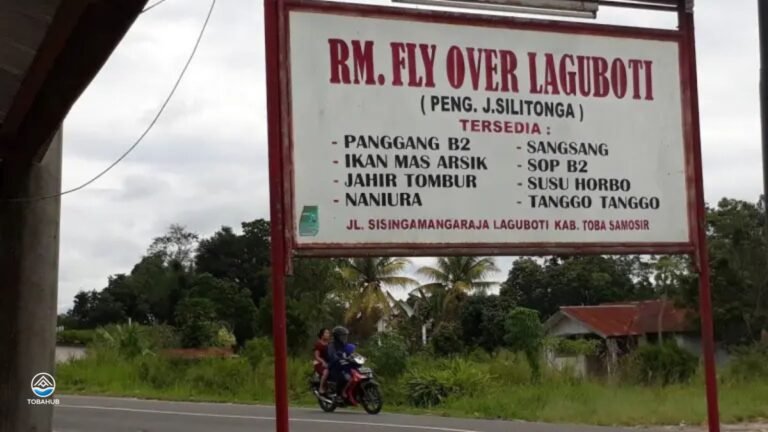 RM. FLY OVER LAGUBOTI
( PENG. J.SILITONGA )
TERSEDIA :
- PANGGANG B2
- IKAN MAS ARSIK
- JAHIR TOMBUR
- NANIURA
- SANGSANG
- SOP B2
- SUSU HORBO
- TANGGO TANGGO
JL. SISINGAMANGARAJA LAGUBOTI KAB. TOBA SAMOSIR
TOBAHUB